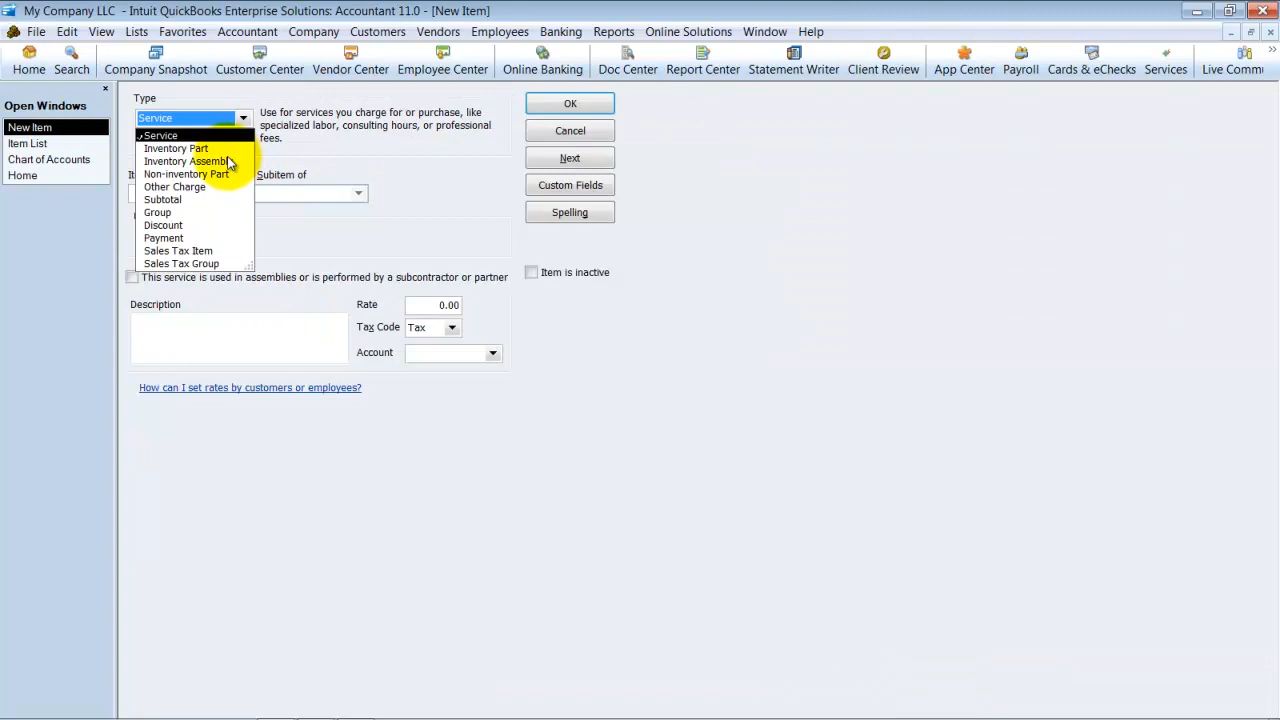 My Company LLC - Intuit QuickBooks Enterprise Solutions: Accountant 11.0 - [New Item]
File Edit View Lists Favorites Accountant Company Customers Vendors Employees Banking Reports Online Solutions Window Help
Home Search Company Snapshot Customer Center Vendor Center Employee Center Online Banking Doc Center Report Center Statement Writer Client Review App Center Payroll Cards & eChecks Services Live Commu
Open Windows
New Item
Item List
Chart of Accounts
Home
Type
Service
Use for services you charge for or purchase, like
specialized labor, consulting hours, or professional
fees.
Service
Inventory Part
Inventory Assembly
Non-inventory Part
Other Charge
Subtotal
Group
Discount
Payment
Sales Tax Item
Sales Tax Group
Subitem of
OK
Cancel
Next
Custom Fields
Spelling
This service is used in assemblies or is performed by a subcontractor or partner
Item is inactive
Description
Rate 0.00
Tax Code Tax
Account
How can I set rates by customers or employees?